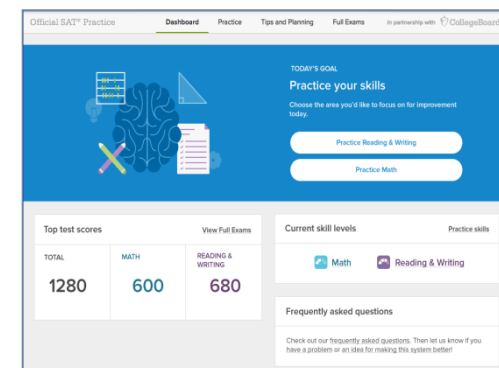 Official SAT® Practice
Dashboard
Practice
Tips and Planning
Full Exams
in partnership with CollegeBoard
TODAY'S GOAL
Practice your skills
Choose the area you'd like to focus on for improvement
today.
Practice Reading & Writing
Practice Math
Top test scores
View Full Exams
TOTAL
MATH
READING &
WRITING
1280
600
680
Current skill levels
Practice skills
Math
Reading & Writing
Frequently asked questions
Check out our frequently asked questions. Then let us know if you
have a problem or an idea for making this system better!